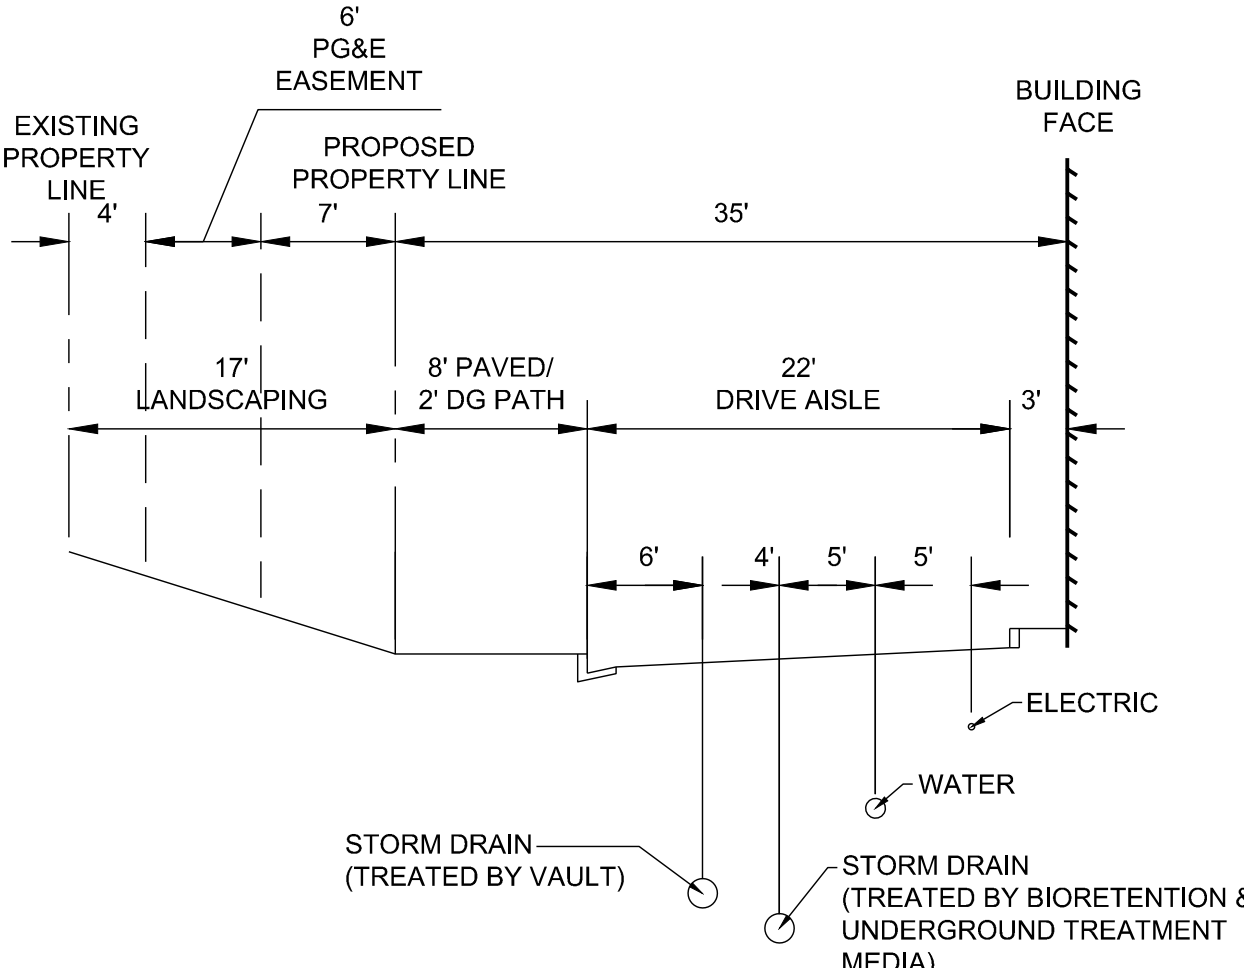 6'
PG&E
EASEMENT
BUILDING
FACE
EXISTING
PROPERTY
LINE
PROPOSED
PROPERTY LINE
4'
7'
35'
17'
LANDSCAPING
8' PAVED/
2' DG PATH
22'
DRIVE AISLE
3'
6'
4'
5'
5'
ELECTRIC
WATER
STORM DRAIN
(TREATED BY VAULT)
STORM DRAIN
(TREATED BY BIORETENTION &
UNDERGROUND TREATMENT
MEDIA)